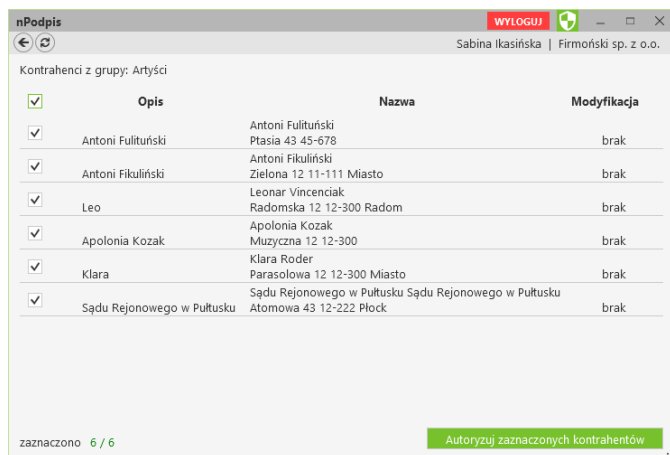 nPodpis WYLOGUJ
Sabina Ikasińska | Firmoński sp. z o.o.
Kontrahenci z grupy: Artyści
Opis Nazwa Modyfikacja
Antoni Fulituński
Antoni Fulituński Ptasia 43 45-678 brak
Antoni Fikuliński
Antoni Fikuliński Zielona 12 11-111 Miasto brak
Leonar Vincenciak
Leo Radomska 12 12-300 Radom brak
Apolonia Kozak
Apolonia Kozak Muzyczna 12 12-300 brak
Klara Roder
Klara Parasolowa 12 12-300 Miasto brak
Sądu Rejonowego w Pułtusku Sądu Rejonowego w Pułtusku
Sądu Rejonowego w Pułtusku Atomowa 43 12-222 Płock brak
zaznaczono 6 / 6 Autoryzuj zaznaczonych kontrahentów